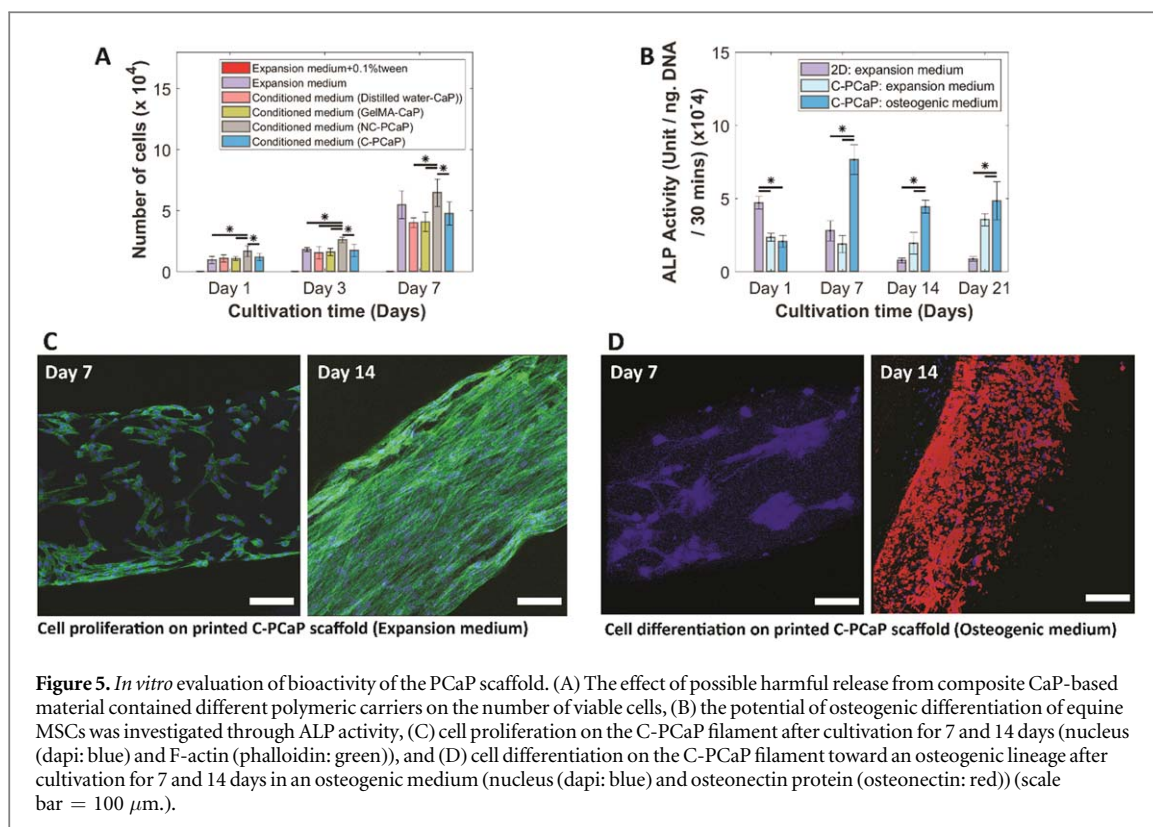 A
Number of cells (x 10⁴)
15
10
5
0
Expansion medium+0.1%tween
Expansion medium
Conditioned medium (Distilled water-CaP))
Conditioned medium (GelMA-CaP)
Conditioned medium (NC-PCaP)
Conditioned medium (C-PCaP)
* * * * * *
Day 1 Day 3 Day 7
Cultivation time (Days)
B
ALP Activity (Unit / ng. DNA
/ 30 mins) (x10⁻4)
15
10
5
0
2D: expansion medium
C-PCaP: expansion medium
C-PCaP: osteogenic medium
* * * *
Day 1 Day 7 Day 14 Day 21
Cultivation time (Days)
C
Day 7 Day 14
Cell proliferation on printed C-PCaP scaffold (Expansion medium)
D
Day 7 Day 14
Cell differentiation on printed C-PCaP scaffold (Osteogenic medium)
Figure 5. In vitro evaluation of bioactivity of the PCaP scaffold. (A) The effect of possible harmful release from composite CaP-based
material contained different polymeric carriers on the number of viable cells, (B) the potential of osteogenic differentiation of equine
MSCs was investigated through ALP activity, (C) cell proliferation on the C-PCaP filament after cultivation for 7 and 14 days (nucleus
(dapi: blue) and F-actin (phalloidin: green)), and (D) cell differentiation on the C-PCaP filament toward an osteogenic lineage after
cultivation for 7 and 14 days in an osteogenic medium (nucleus (dapi: blue) and osteonectin protein (osteonectin: red)) (scale
bar = 100 μm.).